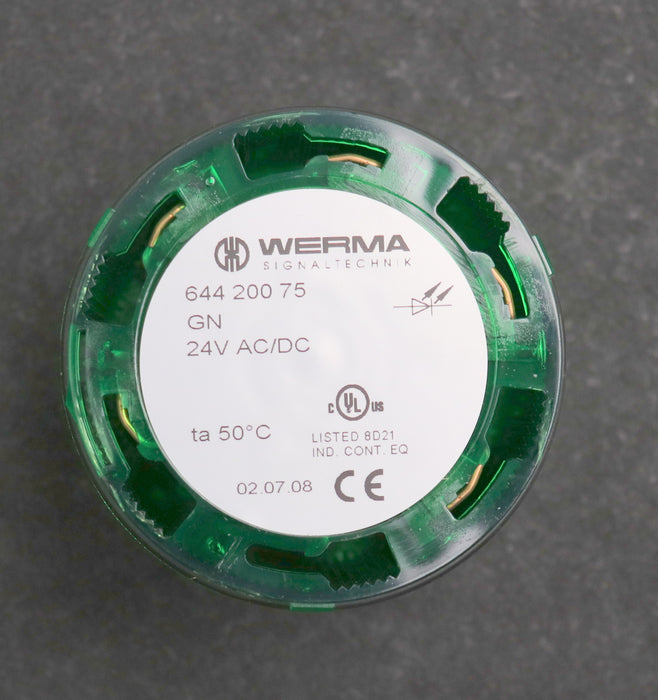 WERMA
SIGNALTECHNIK
644 200 75
GN
24V AC/DC
ta 50°C
c UL us
LISTED 8D21
IND. CONT. EQ
02.07.08 CE